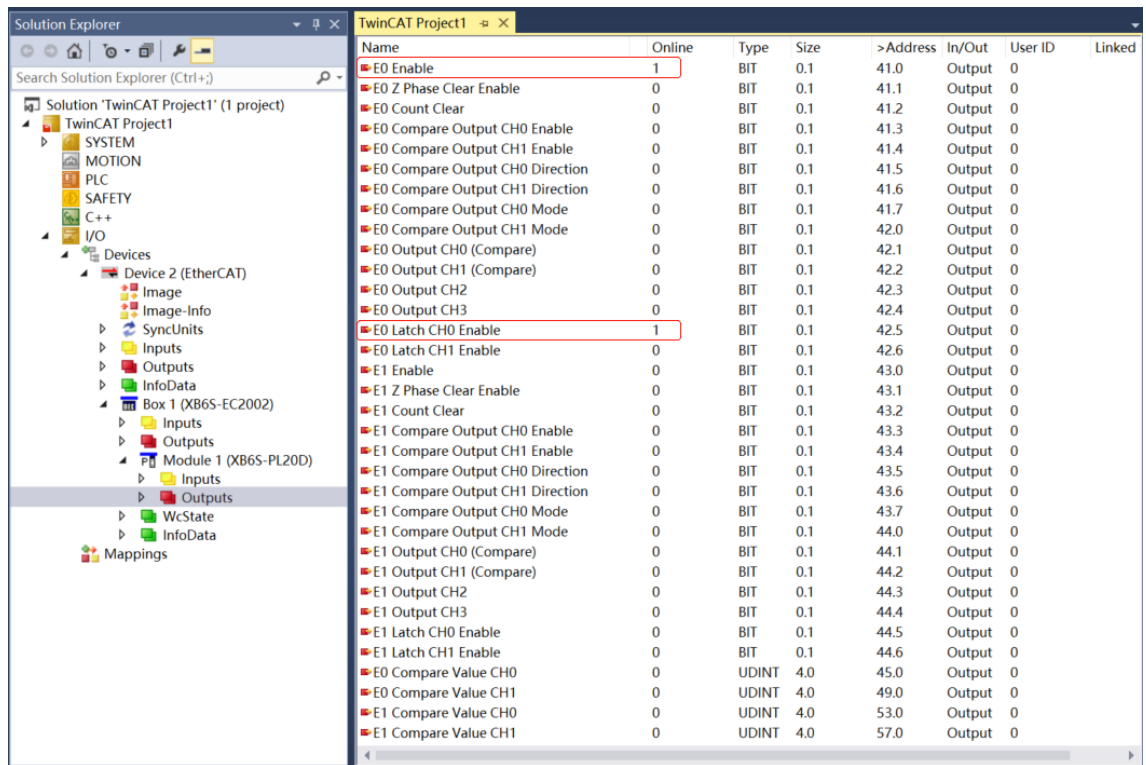 Solution Explorer
Search Solution Explorer (Ctrl+;)
Solution 'TwinCAT Project1' (1 project)
TwinCAT Project1
SYSTEM
MOTION
PLC
SAFETY
C++
I/O
Devices
Device 2 (EtherCAT)
Image
Image-Info
SyncUnits
Inputs
Outputs
InfoData
Box 1 (XB6S-EC2002)
Inputs
Outputs
Module 1 (XB6S-PL20D)
Inputs
Outputs
WcState
InfoData
Mappings
TwinCAT Project1
Name Online Type Size >Address In/Out User ID Linked
E0 Enable 1 BIT 0.1 41.0 Output 0
E0 Z Phase Clear Enable 0 BIT 0.1 41.1 Output 0
E0 Count Clear 0 BIT 0.1 41.2 Output 0
E0 Compare Output CH0 Enable 0 BIT 0.1 41.3 Output 0
E0 Compare Output CH1 Enable 0 BIT 0.1 41.4 Output 0
E0 Compare Output CH0 Direction 0 BIT 0.1 41.5 Output 0
E0 Compare Output CH1 Direction 0 BIT 0.1 41.6 Output 0
E0 Compare Output CH0 Mode 0 BIT 0.1 41.7 Output 0
E0 Compare Output CH1 Mode 0 BIT 0.1 42.0 Output 0
E0 Output CH0 (Compare) 0 BIT 0.1 42.1 Output 0
E0 Output CH1 (Compare) 0 BIT 0.1 42.2 Output 0
E0 Output CH2 0 BIT 0.1 42.3 Output 0
E0 Output CH3 0 BIT 0.1 42.4 Output 0
E0 Latch CH0 Enable 1 BIT 0.1 42.5 Output 0
E0 Latch CH1 Enable 0 BIT 0.1 42.6 Output 0
E1 Enable 0 BIT 0.1 43.0 Output 0
E1 Z Phase Clear Enable 0 BIT 0.1 43.1 Output 0
E1 Count Clear 0 BIT 0.1 43.2 Output 0
E1 Compare Output CH0 Enable 0 BIT 0.1 43.3 Output 0
E1 Compare Output CH1 Enable 0 BIT 0.1 43.4 Output 0
E1 Compare Output CH0 Direction 0 BIT 0.1 43.5 Output 0
E1 Compare Output CH1 Direction 0 BIT 0.1 43.6 Output 0
E1 Compare Output CH0 Mode 0 BIT 0.1 43.7 Output 0
E1 Compare Output CH1 Mode 0 BIT 0.1 44.0 Output 0
E1 Output CH0 (Compare) 0 BIT 0.1 44.1 Output 0
E1 Output CH1 (Compare) 0 BIT 0.1 44.2 Output 0
E1 Output CH2 0 BIT 0.1 44.3 Output 0
E1 Output CH3 0 BIT 0.1 44.4 Output 0
E1 Latch CH0 Enable 0 BIT 0.1 44.5 Output 0
E1 Latch CH1 Enable 0 BIT 0.1 44.6 Output 0
E0 Compare Value CH0 0 UDINT 4.0 45.0 Output 0
E0 Compare Value CH1 0 UDINT 4.0 49.0 Output 0
E1 Compare Value CH0 0 UDINT 4.0 53.0 Output 0
E1 Compare Value CH1 0 UDINT 4.0 57.0 Output 0